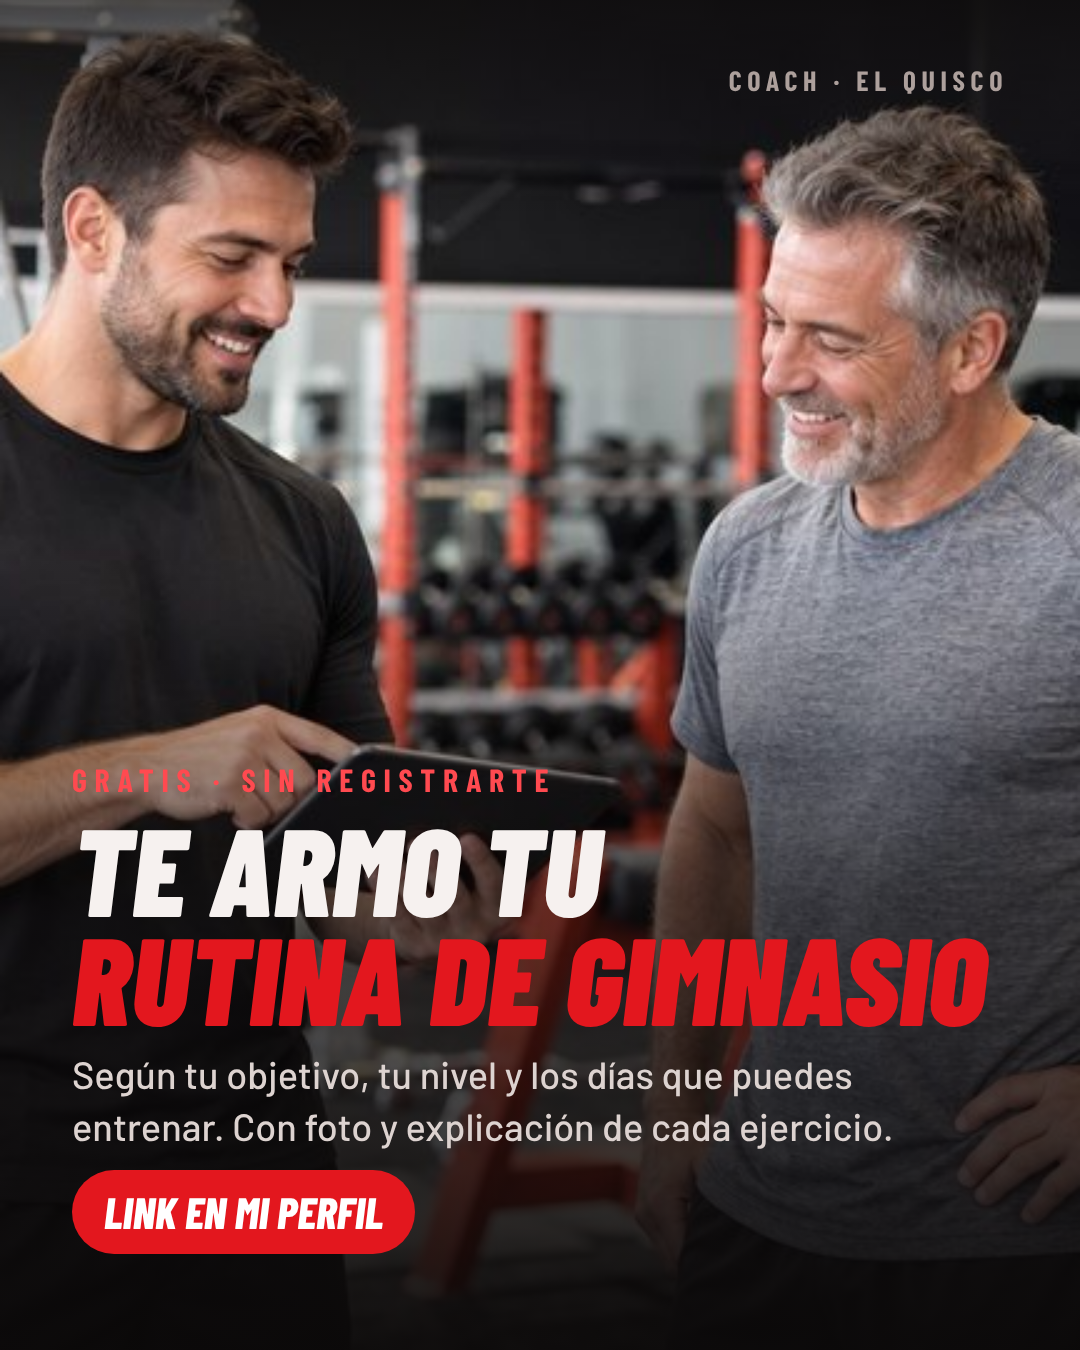 COACH · EL QUISCO
GRATIS · SIN REGISTRARTE
TE ARMO TU
RUTINA DE GIMNASIO
Según tu objetivo, tu nivel y los días que puedes
entrenar. Con foto y explicación de cada ejercicio.
LINK EN MI PERFIL